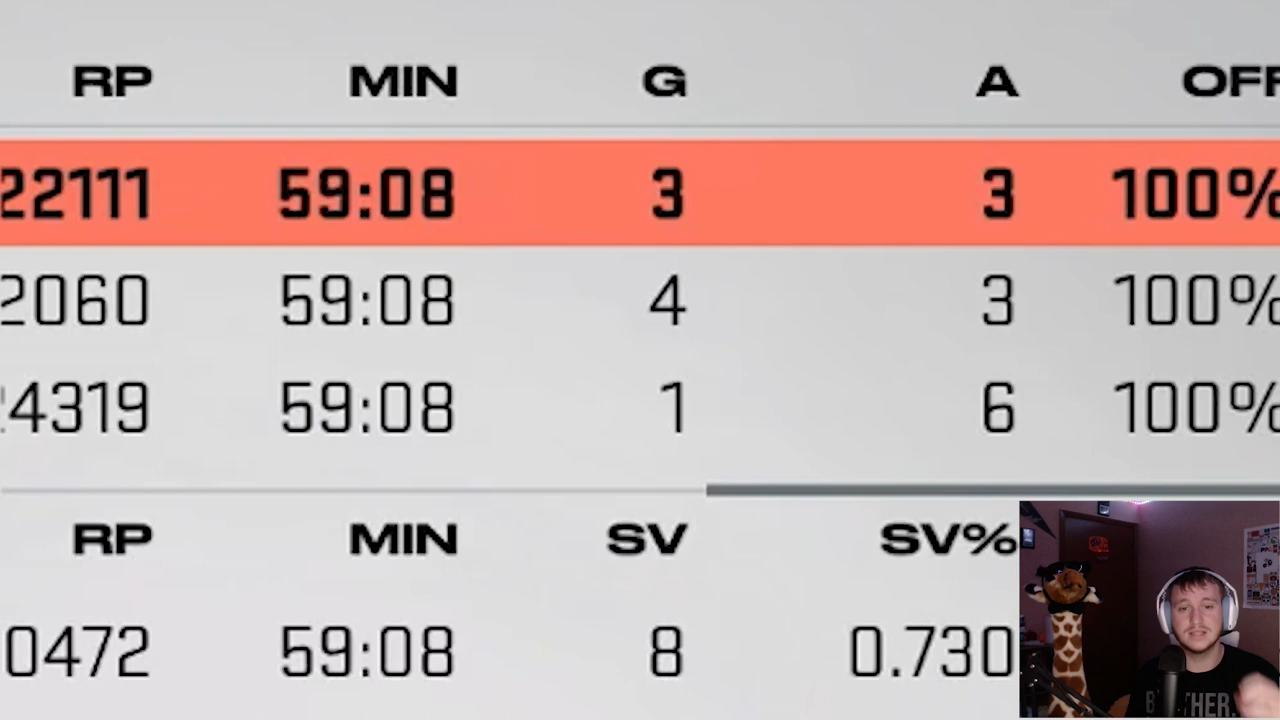 RP MIN G A OFF
22111 59:08 3 3 100%
2060 59:08 4 3 100%
4319 59:08 1 6 100%
RP MIN SV SV%
0472 59:08 8 0.730